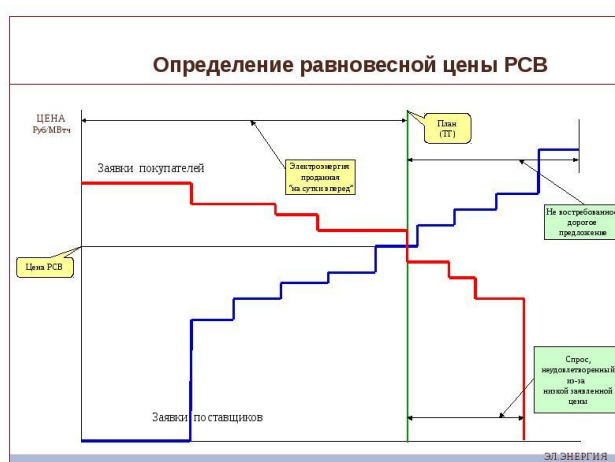 Определение равновесной цены РСВ
ЦЕНА
Руб/МВтч
План
(ТГ)
Заявки покупателей
Электроэнергия
проданная
"на сутки вперед"
Не востребованное
дорогое
предложение
Цена РСВ
Спрос,
неудовлетворенный
из-за
низкой заявленной
цены
Заявки поставщиков
ЭЛ.ЭНЕРГИЯ